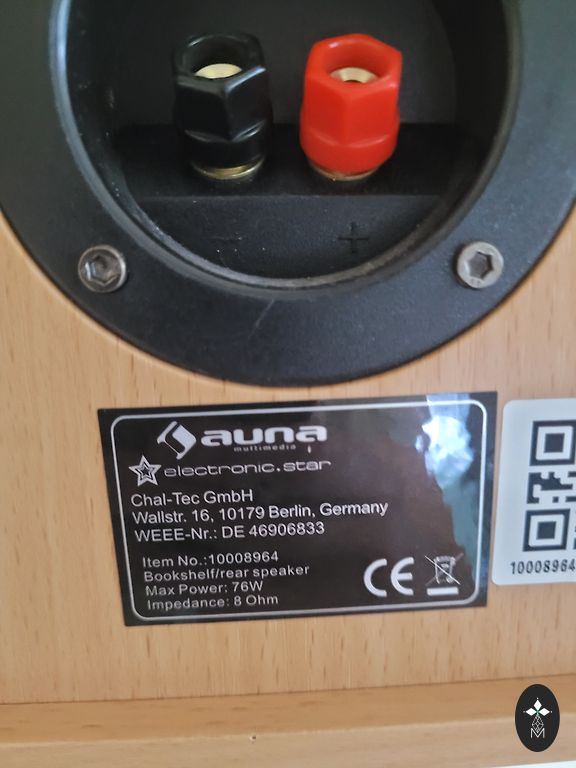 − +
auna
multimedia
electronic.star
Chal-Tec GmbH
Wallstr. 16, 10179 Berlin, Germany
WEEE-Nr.: DE 46906833
Item No.:10008964
Bookshelf/rear speaker
Max Power: 76W
Impedance: 8 Ohm
CE
10008964
M